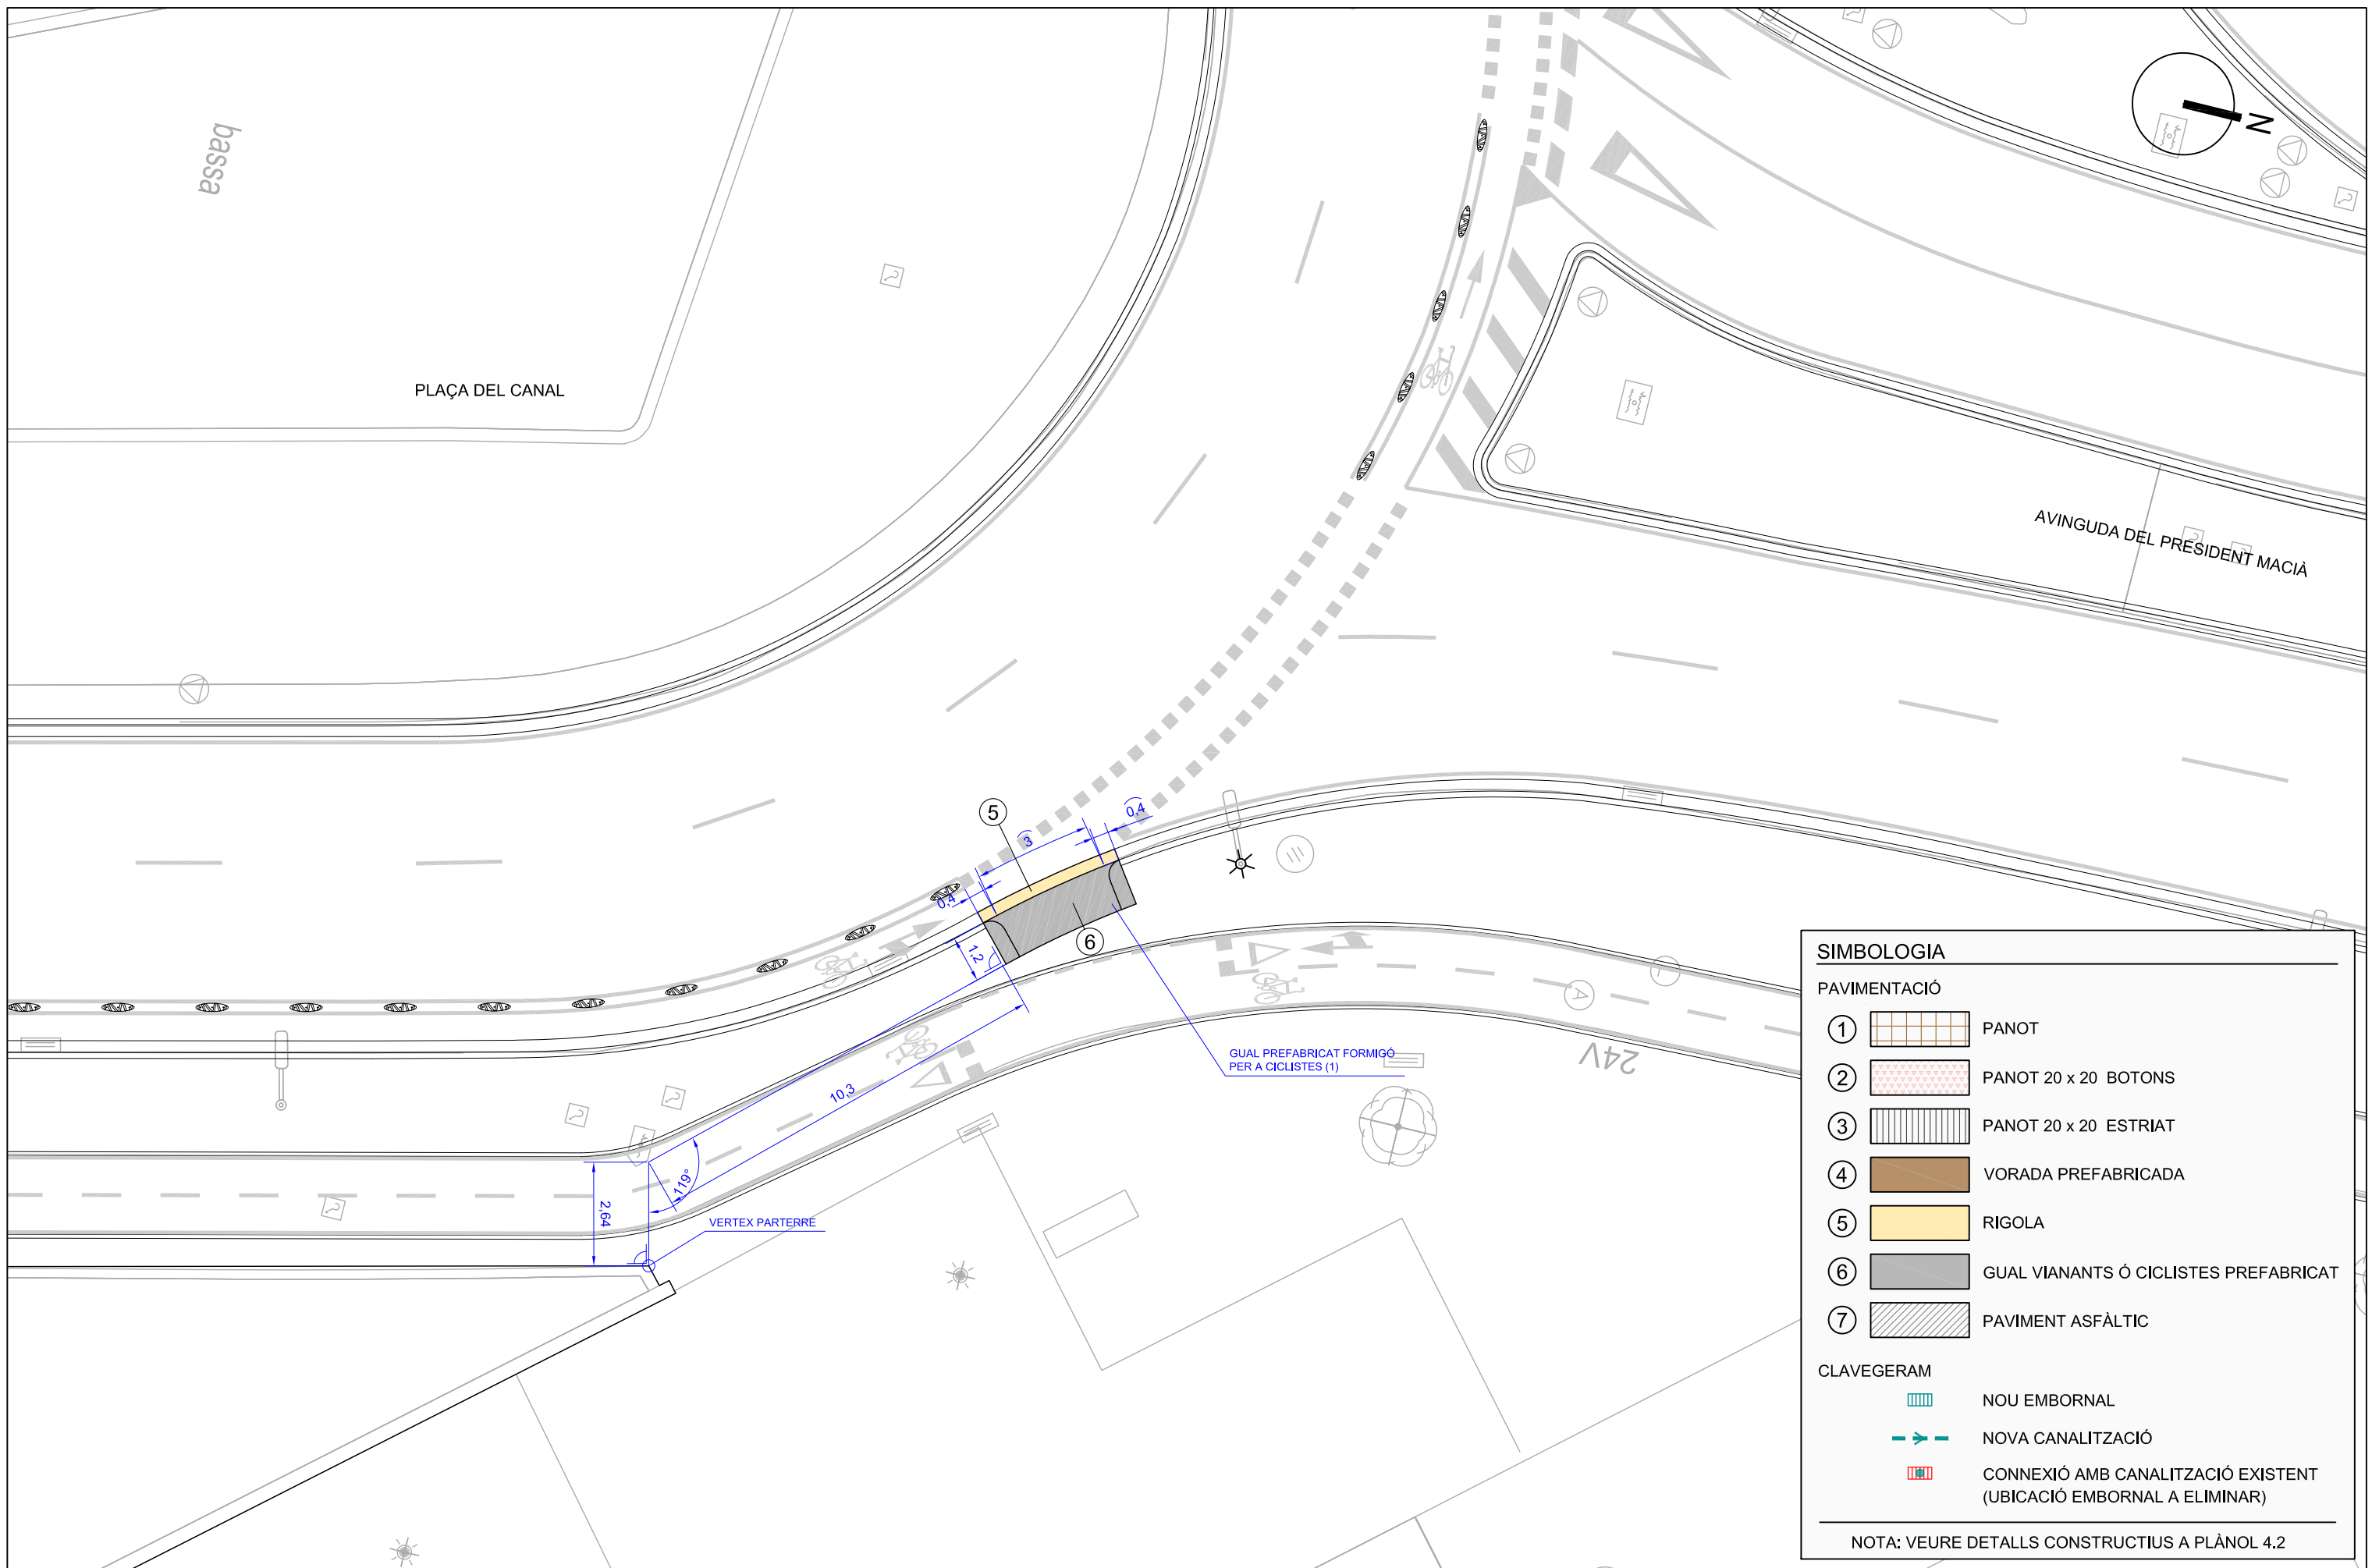 bassa
N
PLAÇA DEL CANAL
AVINGUDA DEL PRESIDENT MACIÀ
5
3
0,4
0,4
6
1,2
10,3
GUAL PREFABRICAT FORMIGÓ
PER A CICLISTES (1)
24V
119°
2,64
VERTEX PARTERRE
SIMBOLOGIA
PAVIMENTACIÓ
1 PANOT
2 PANOT 20 x 20 BOTONS
3 PANOT 20 x 20 ESTRIAT
4 VORADA PREFABRICADA
5 RIGOLA
6 GUAL VIANANTS Ó CICLISTES PREFABRICAT
7 PAVIMENT ASFÀLTIC
CLAVEGERAM
NOU EMBORNAL
NOVA CANALITZACIÓ
CONNEXIÓ AMB CANALITZACIÓ EXISTENT
(UBICACIÓ EMBORNAL A ELIMINAR)
NOTA: VEURE DETALLS CONSTRUCTIUS A PLÀNOL 4.2